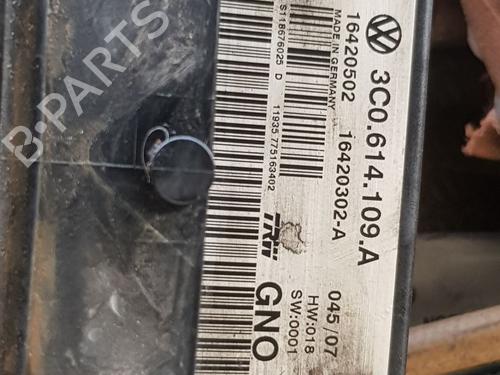 3C0.614.109.A
16420502 16420302-A 045/07
MADE IN GERMANY HW:018
SW:0001
TRW GNO
S118676025 D 11935.775163402
B-PARTS